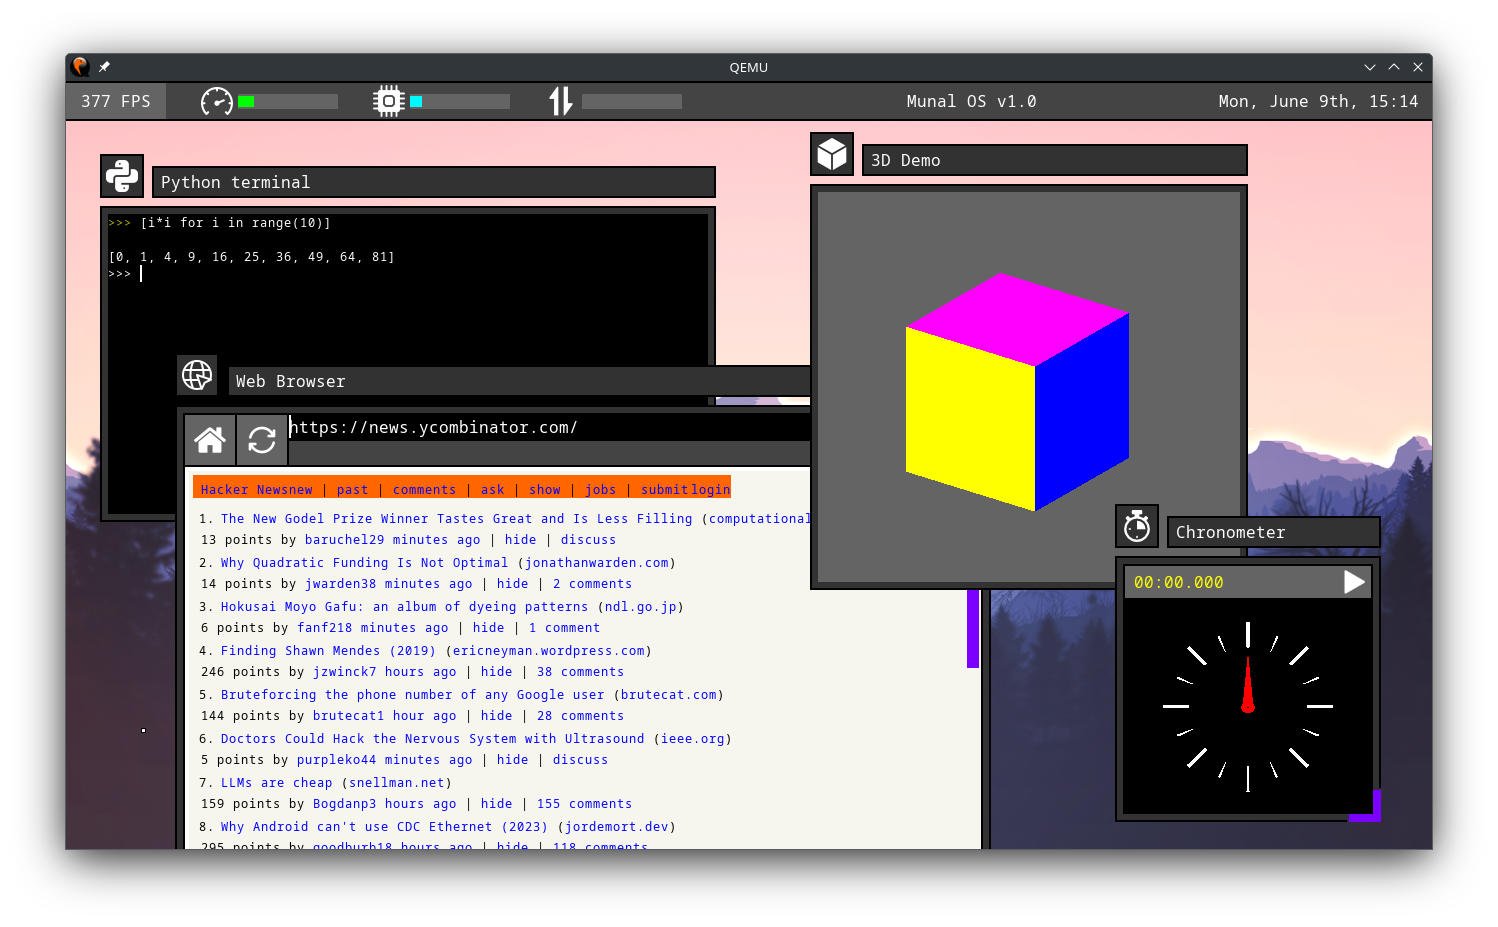 QEMU
377 FPS
Munal OS v1.0
Mon, June 9th, 15:14
Python terminal
>>> [i*i for i in range(10)]
[0, 1, 4, 9, 16, 25, 36, 49, 64, 81]
>>>
3D Demo
Web Browser
https://news.ycombinator.com/
Hacker Newsnew | past | comments | ask | show | jobs | submitlogin
1. The New Godel Prize Winner Tastes Great and Is Less Filling (computational
13 points by baruchel29 minutes ago | hide | discuss
2. Why Quadratic Funding Is Not Optimal (jonathanwarden.com)
14 points by jwarden38 minutes ago | hide | 2 comments
3. Hokusai Moyo Gafu: an album of dyeing patterns (ndl.go.jp)
6 points by fanf218 minutes ago | hide | 1 comment
4. Finding Shawn Mendes (2019) (ericneyman.wordpress.com)
246 points by jzwinck7 hours ago | hide | 38 comments
5. Bruteforcing the phone number of any Google user (brutecat.com)
144 points by brutecat1 hour ago | hide | 28 comments
6. Doctors Could Hack the Nervous System with Ultrasound (ieee.org)
5 points by purpleko44 minutes ago | hide | discuss
7. LLMs are cheap (snellman.net)
159 points by Bogdanp3 hours ago | hide | 155 comments
8. Why Android can't use CDC Ethernet (2023) (jordemort.dev)
295 points by goodburb18 hours ago | hide | 118 comments
Chronometer
00:00.000